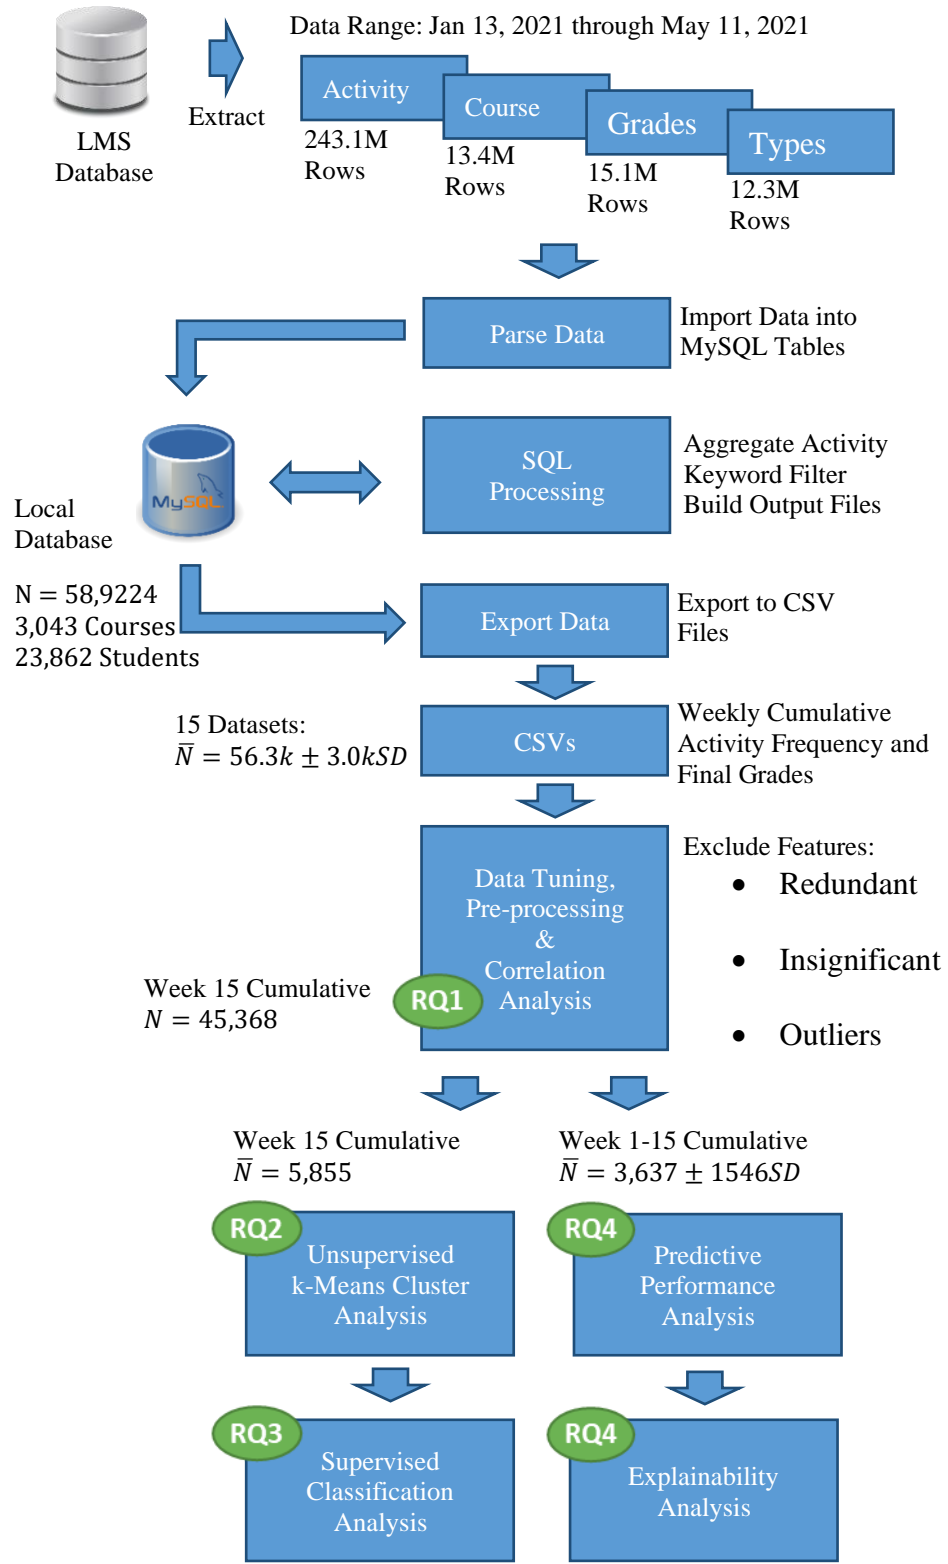 Data Range: Jan 13, 2021 through May 11, 2021
LMS
Database
Extract
Activity
243.1M
Rows
Course
13.4M
Rows
Grades
15.1M
Rows
Types
12.3M
Rows
Parse Data
Import Data into
MySQL Tables
MySQL
Local
Database
SQL
Processing
Aggregate Activity
Keyword Filter
Build Output Files
N = 58,9224
3,043 Courses
23,862 Students
Export Data
Export to CSV
Files
15 Datasets:
N̅ = 56.3k ± 3.0kSD
CSVs
Weekly Cumulative
Activity Frequency and
Final Grades
Data Tuning,
Pre-processing
&
Correlation
Analysis
RQ1
Exclude Features:
• Redundant
• Insignificant
• Outliers
Week 15 Cumulative
N = 45,368
Week 15 Cumulative
N̅ = 5,855
Week 1-15 Cumulative
N̅ = 3,637 ± 1546SD
RQ2
Unsupervised
k-Means Cluster
Analysis
RQ4
Predictive
Performance
Analysis
RQ3
Supervised
Classification
Analysis
RQ4
Explainability
Analysis